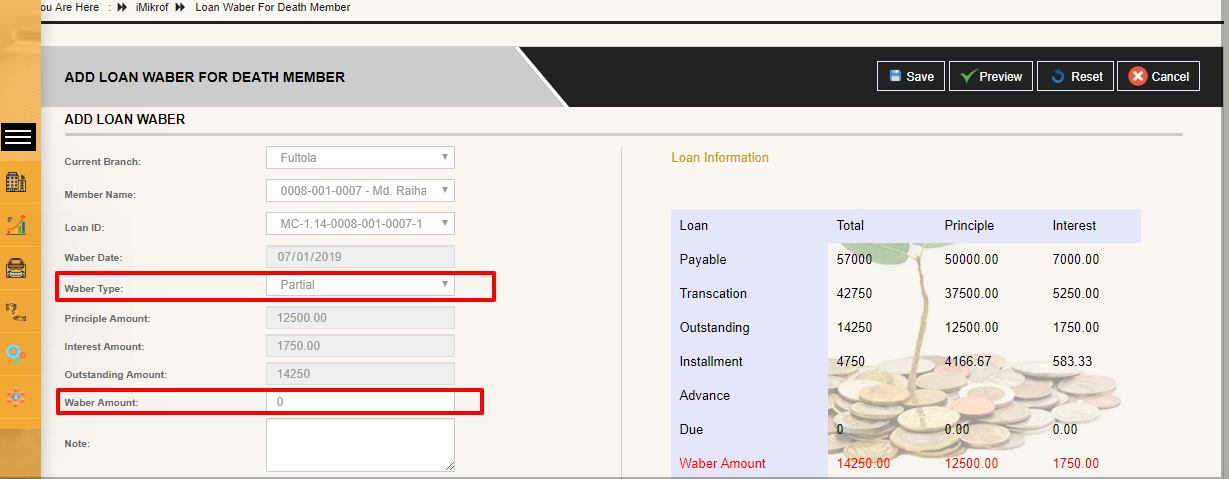 ou Are Here : iMikrof Loan Waber For Death Member
ADD LOAN WABER FOR DEATH MEMBER
Save Preview Reset Cancel
ADD LOAN WABER
Current Branch: Fultola
Member Name: 0008-001-0007 - Md. Raiha
Loan ID: MC-1.14-0008-001-0007-1
Waber Date: 07/01/2019
Waber Type: Partial
Principle Amount: 12500.00
Interest Amount: 1750.00
Outstanding Amount: 14250
Waber Amount: 0
Note:
Loan Information
Loan Total Principle Interest
Payable 57000 50000.00 7000.00
Transcation 42750 37500.00 5250.00
Outstanding 14250 12500.00 1750.00
Installment 4750 4166.67 583.33
Advance
Due 0 0.00 0.00
Waber Amount 14250.00 12500.00 1750.00